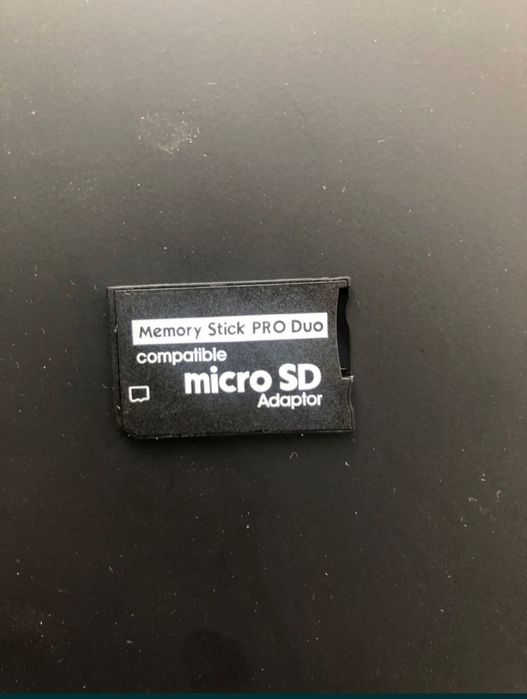 Memory Stick PRO Duo
compatible
micro SD
Adaptor